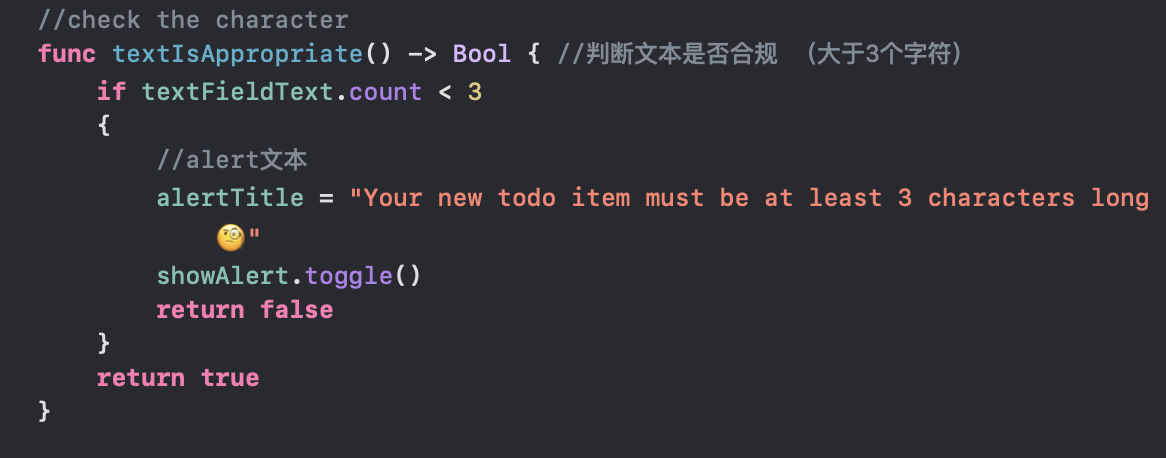 //check the character
func textIsAppropriate() -> Bool { //判断文本是否合规 （大于3个字符）
if textFieldText.count < 3
{
//alert文本
alertTitle = "Your new todo item must be at least 3 characters long
🧐"
showAlert.toggle()
return false
}
return true
}